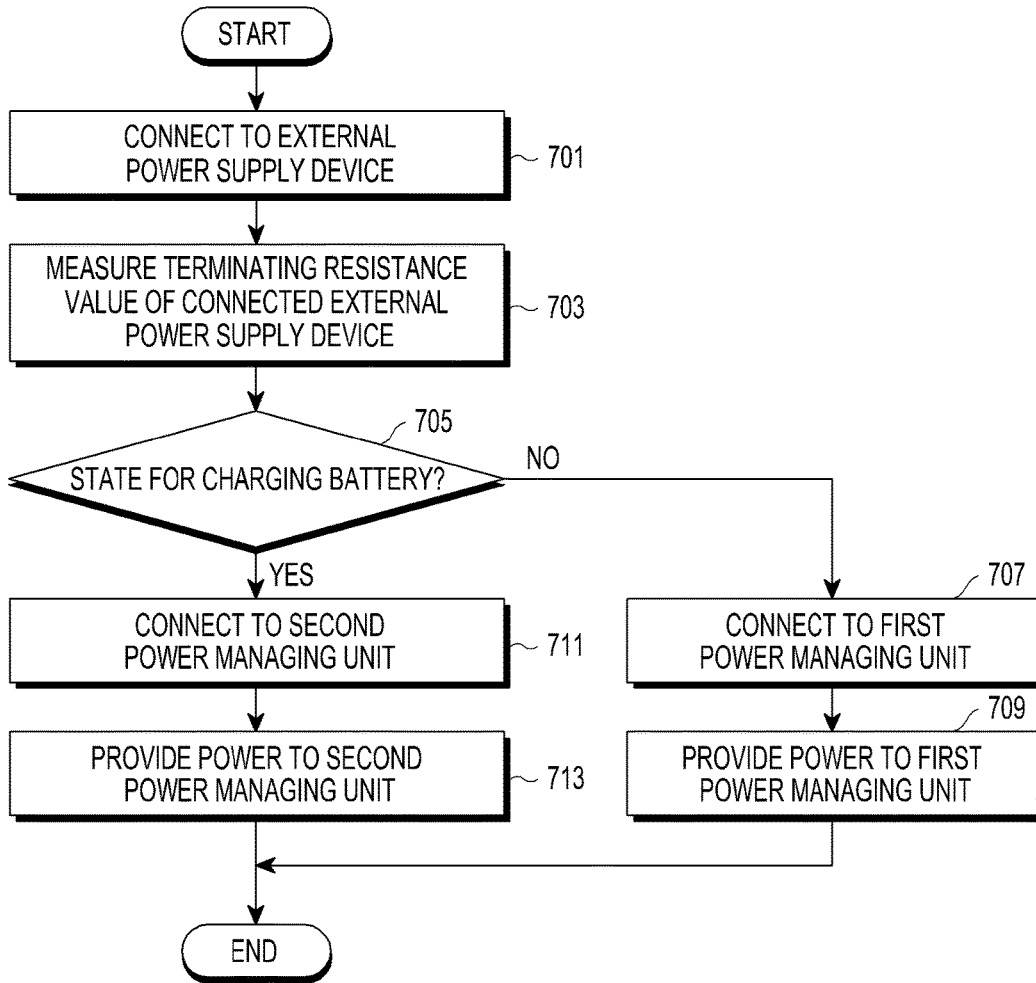 START
CONNECT TO EXTERNAL
POWER SUPPLY DEVICE
701
MEASURE TERMINATING RESISTANCE
VALUE OF CONNECTED EXTERNAL
POWER SUPPLY DEVICE
703
705
STATE FOR CHARGING BATTERY?
NO
YES
707
CONNECT TO SECOND
POWER MANAGING UNIT
711
CONNECT TO FIRST
POWER MANAGING UNIT
709
PROVIDE POWER TO SECOND
POWER MANAGING UNIT
713
PROVIDE POWER TO FIRST
POWER MANAGING UNIT
END